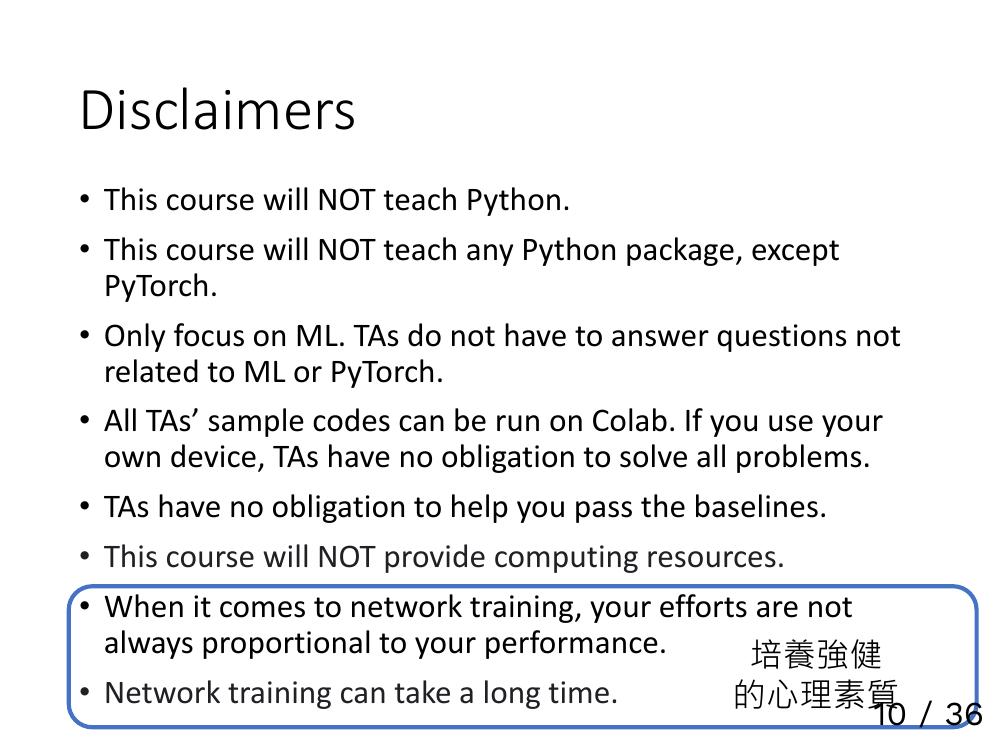 Disclaimers
• This course will NOT teach Python.
• This course will NOT teach any Python package, except
PyTorch.
• Only focus on ML. TAs do not have to answer questions not
related to ML or PyTorch.
• All TAs’ sample codes can be run on Colab. If you use your
own device, TAs have no obligation to solve all problems.
• TAs have no obligation to help you pass the baselines.
• This course will NOT provide computing resources.
• When it comes to network training, your efforts are not
always proportional to your performance.
• Network training can take a long time.
培養強健
的心理素質
10 / 36